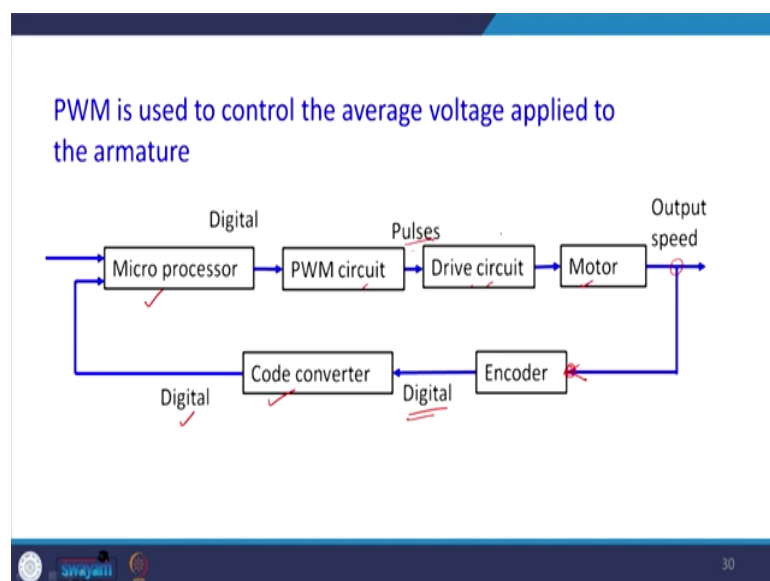 PWM is used to control the average voltage applied to
the armature
Output
speed
Digital
Pulses
Micro processor
PWM circuit
Drive circuit
Motor
Code converter
Encoder
Digital
Digital
swayam
30